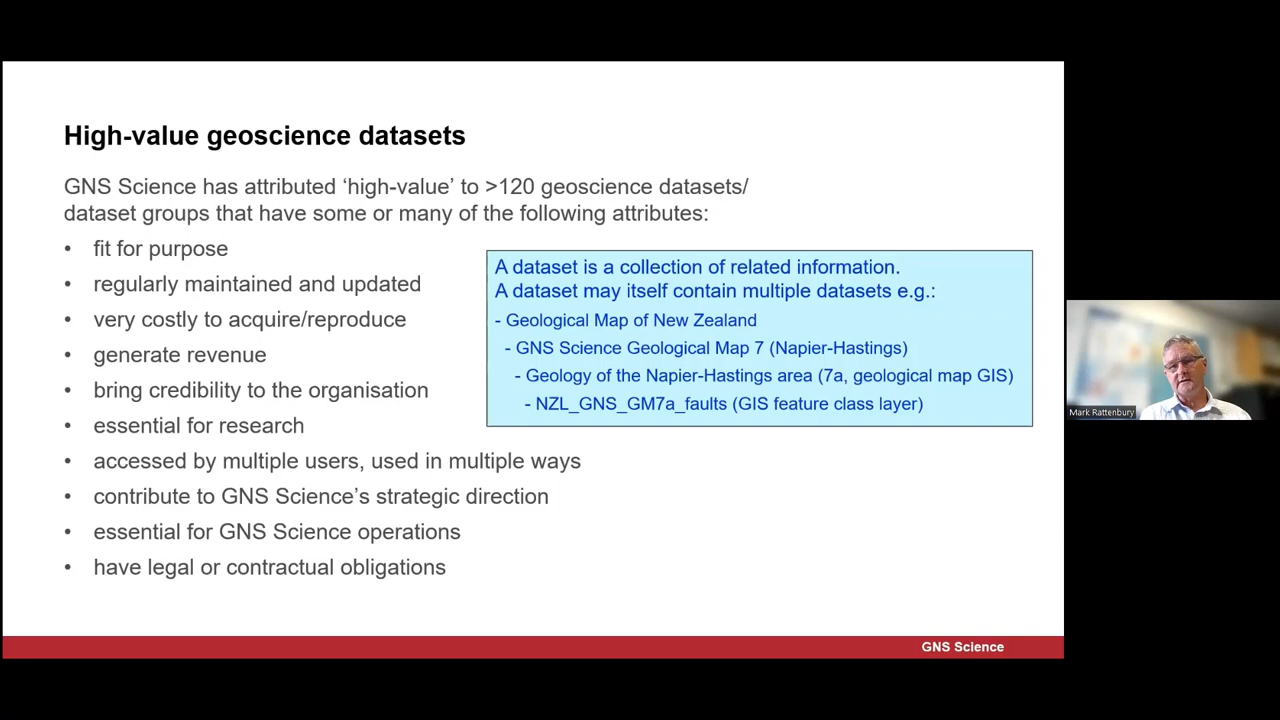 High-value geoscience datasets
GNS Science has attributed ‘high-value’ to >120 geoscience datasets/
dataset groups that have some or many of the following attributes:
• fit for purpose
• regularly maintained and updated
• very costly to acquire/reproduce
• generate revenue
• bring credibility to the organisation
• essential for research
• accessed by multiple users, used in multiple ways
• contribute to GNS Science’s strategic direction
• essential for GNS Science operations
• have legal or contractual obligations
A dataset is a collection of related information.
A dataset may itself contain multiple datasets e.g.:
- Geological Map of New Zealand
- GNS Science Geological Map 7 (Napier-Hastings)
- Geology of the Napier-Hastings area (7a, geological map GIS)
- NZL_GNS_GM7a_faults (GIS feature class layer)
Mark Rattenbury
GNS Science